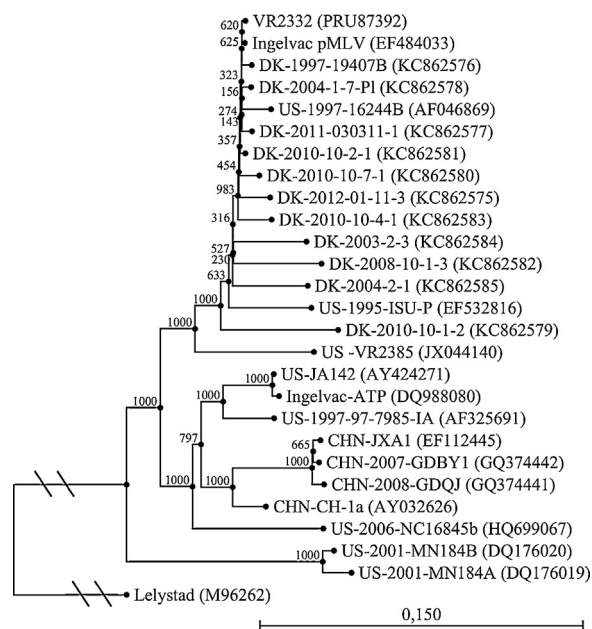 VR2332 (PRU87392)
620
625
Ingelvac pMLV (EF484033)
DK-1997-19407B (KC862576)
323
DK-2004-1-7-Pl (KC862578)
156
US-1997-16244B (AF046869)
274
143
DK-2011-030311-1 (KC862577)
357
DK-2010-10-2-1 (KC862581)
454
DK-2010-10-7-1 (KC862580)
983
DK-2012-01-11-3 (KC862575)
316
DK-2010-10-4-1 (KC862583)
DK-2003-2-3 (KC862584)
527
230
DK-2008-10-1-3 (KC862582)
633
DK-2004-2-1 (KC862585)
1000
US-1995-ISU-P (EF532816)
1000
DK-2010-10-1-2 (KC862579)
US -VR2385 (JX044140)
US-JA142 (AY424271)
1000
Ingelvac-ATP (DQ988080)
1000
1000
US-1997-97-7985-IA (AF325691)
797
CHN-JXA1 (EF112445)
665
CHN-2007-GDBY1 (GQ374442)
1000
CHN-2008-GDQJ (GQ374441)
1000
1000
CHN-CH-1a (AY032626)
US-2006-NC16845b (HQ699067)
US-2001-MN184B (DQ176020)
1000
US-2001-MN184A (DQ176019)
Lelystad (M96262)
0,150